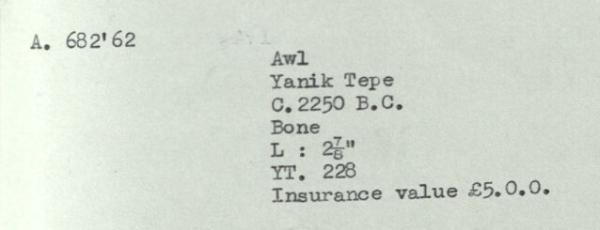 A. 682'62
Awl
Yanik Tepe
C.2250 B.C.
Bone
L : 2⅞"
YT. 228
Insurance value £5.0.0.